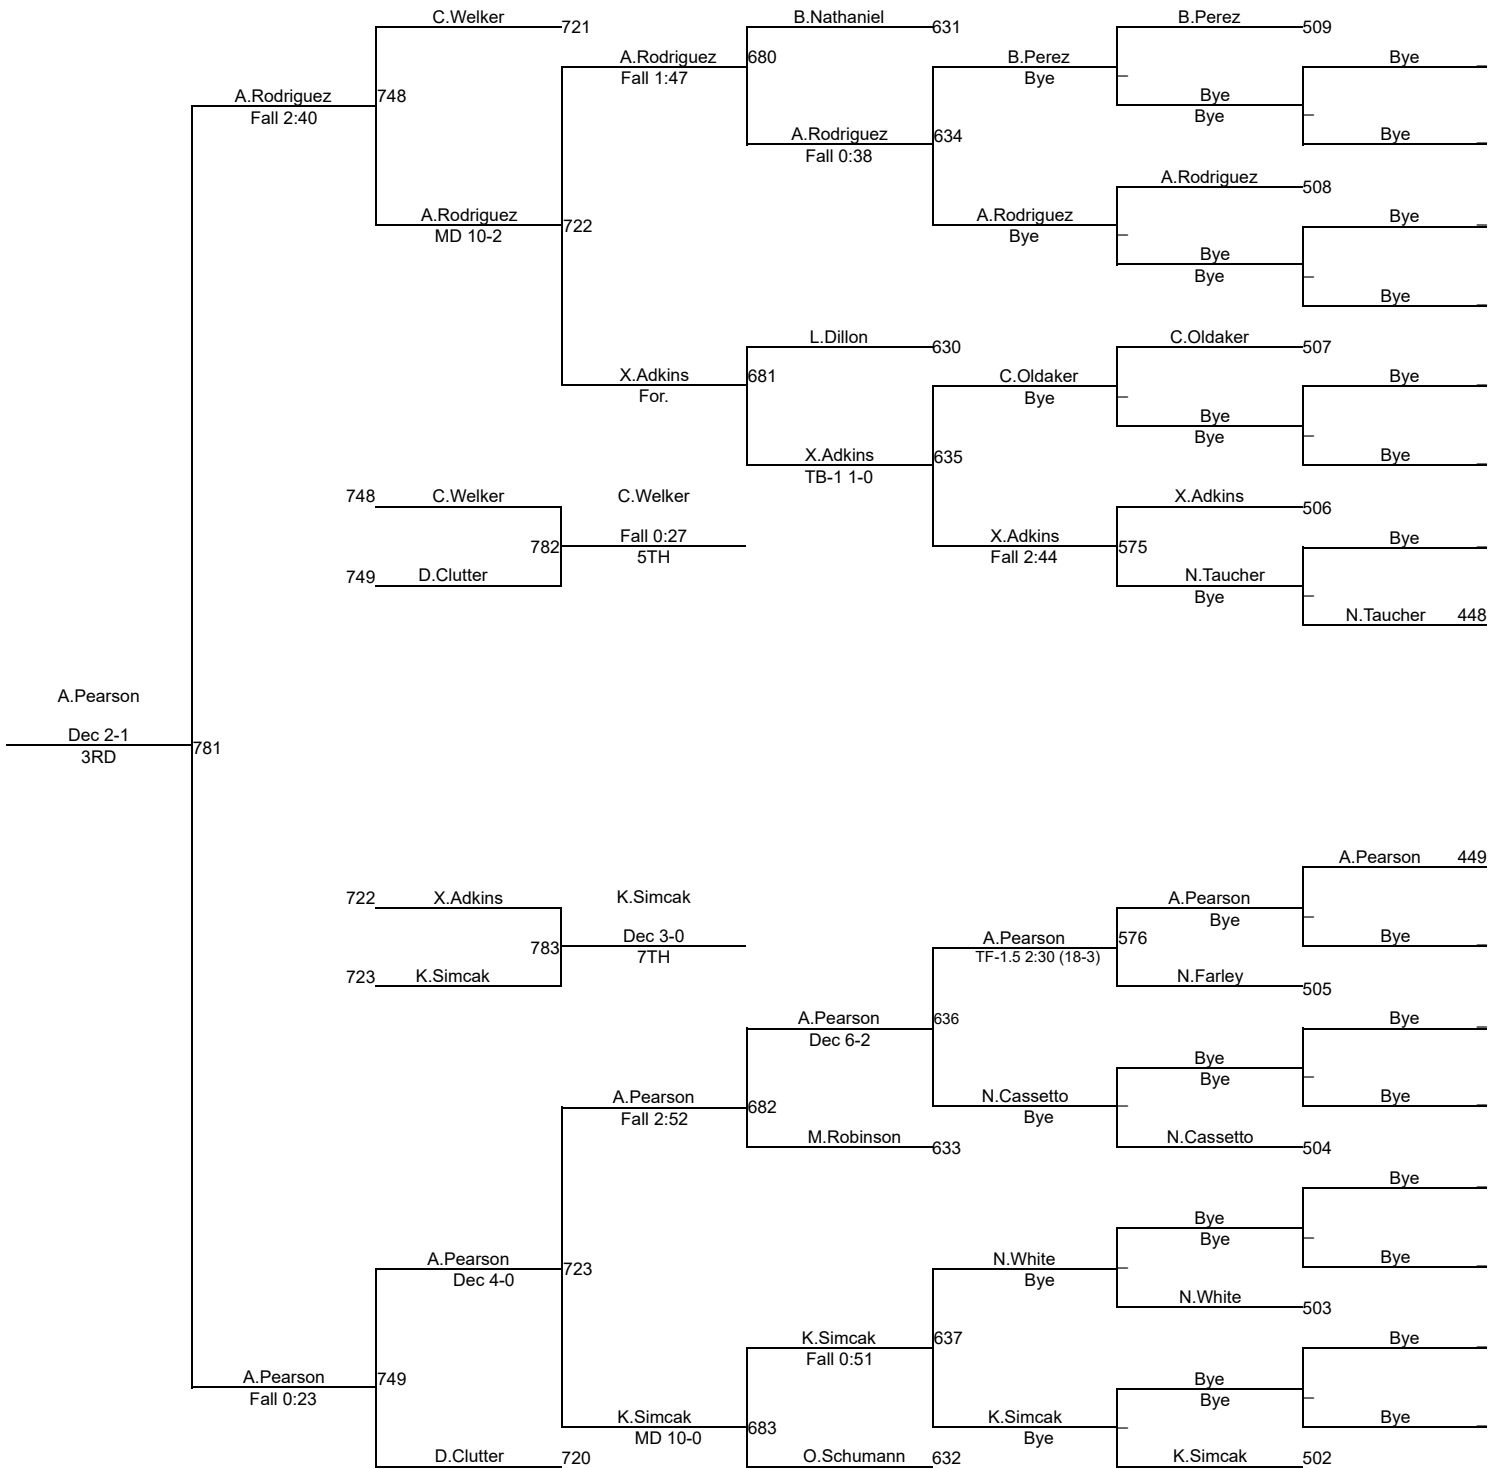 C.Welker
721
B.Nathaniel
631
B.Perez
509
A.Rodriguez
Fall 1:47
680
B.Perez
Bye
Bye
A.Rodriguez
Fall 2:40
748
Bye
Bye
A.Rodriguez
Fall 0:38
634
Bye
A.Rodriguez
508
A.Rodriguez
MD 10-2
722
A.Rodriguez
Bye
Bye
Bye
Bye
Bye
L.Dillon
630
C.Oldaker
507
X.Adkins
For.
681
C.Oldaker
Bye
Bye
Bye
Bye
X.Adkins
TB-1 1-0
635
Bye
748
C.Welker
C.Welker
X.Adkins
506
782
Fall 0:27
5TH
X.Adkins
Fall 2:44
575
Bye
749
D.Clutter
N.Taucher
Bye
N.Taucher
448
A.Pearson
Dec 2-1
3RD
781
A.Pearson
449
722
X.Adkins
K.Simcak
A.Pearson
Bye
783
Dec 3-0
7TH
A.Pearson
TF-1.5 2:30 (18-3)
576
Bye
723
K.Simcak
N.Farley
505
A.Pearson
Dec 6-2
636
Bye
Bye
Bye
A.Pearson
Fall 2:52
682
N.Cassetto
Bye
Bye
M.Robinson
633
N.Cassetto
504
Bye
Bye
Bye
A.Pearson
Dec 4-0
723
N.White
Bye
Bye
N.White
503
K.Simcak
Fall 0:51
637
Bye
A.Pearson
Fall 0:23
749
Bye
Bye
K.Simcak
MD 10-0
683
K.Simcak
Bye
Bye
D.Clutter
720
O.Schumann
632
K.Simcak
502